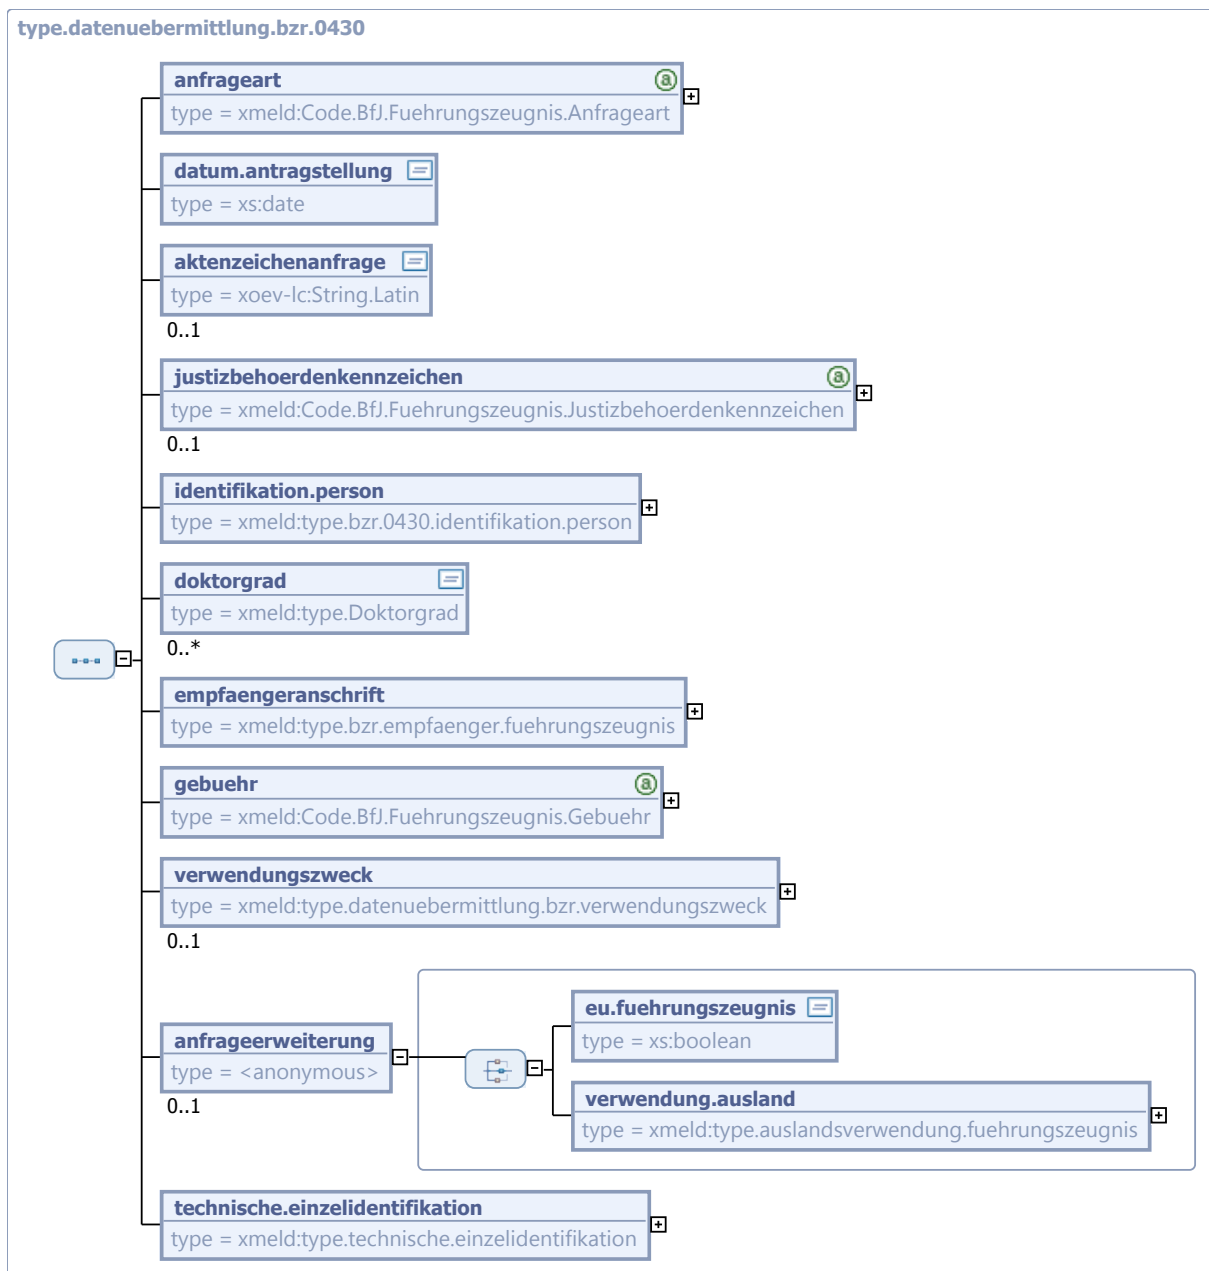 type.datenuebermittlung.bzr.0430
anfrageart
type = xmeld:Code.BfJ.Fuehrungszeugnis.Anfrageart
datum.antragstellung
type = xs:date
aktenzeichenanfrage
type = xoev-lc:String.Latin
0..1
justizbehoerdenkennzeichen
type = xmeld:Code.BfJ.Fuehrungszeugnis.Justizbehoerdenkennzeichen
0..1
identifikation.person
type = xmeld:type.bzr.0430.identifikation.person
doktorgrad
type = xmeld:type.Doktorgrad
0..*
empfaengeranschrift
type = xmeld:type.bzr.empfaenger.fuehrungszeugnis
gebuehr
type = xmeld:Code.BfJ.Fuehrungszeugnis.Gebuehr
verwendungszweck
type = xmeld:type.datenuebermittlung.bzr.verwendungszweck
0..1
anfrageerweiterung
type = <anonymous>
0..1
eu.fuehrungszeugnis
type = xs:boolean
verwendung.ausland
type = xmeld:type.auslandsverwendung.fuehrungszeugnis
technische.einzelidentifikation
type = xmeld:type.technische.einzelidentifikation